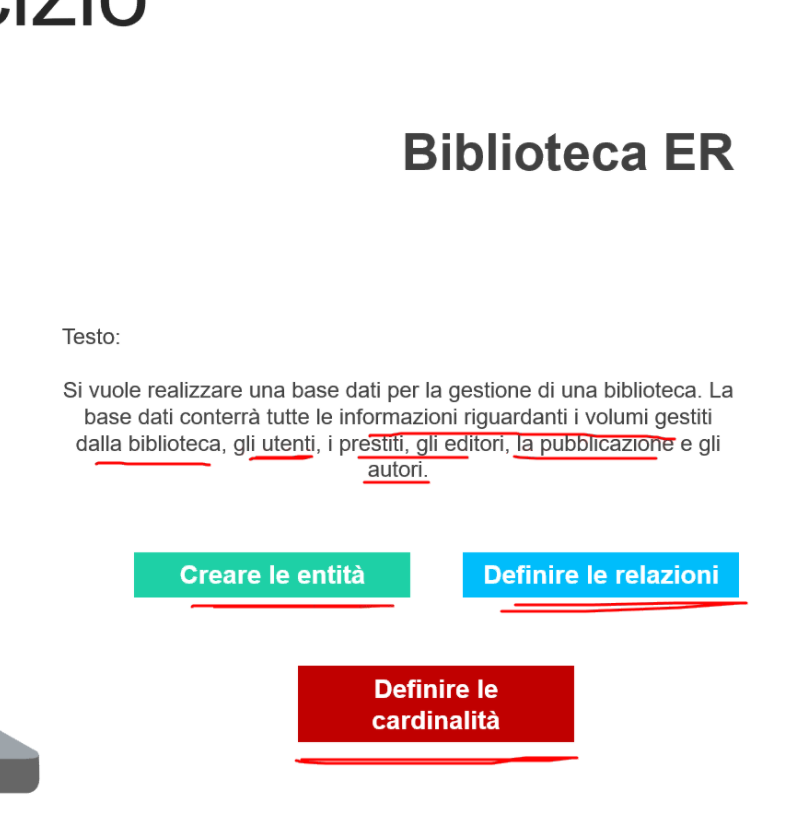 Biblioteca ER
Testo:
Si vuole realizzare una base dati per la gestione di una biblioteca. La
base dati conterrà tutte le informazioni riguardanti i volumi gestiti
dalla biblioteca, gli utenti, i prestiti, gli editori, la pubblicazione e gli
autori.
Creare le entità
Definire le relazioni
Definire le
cardinalità